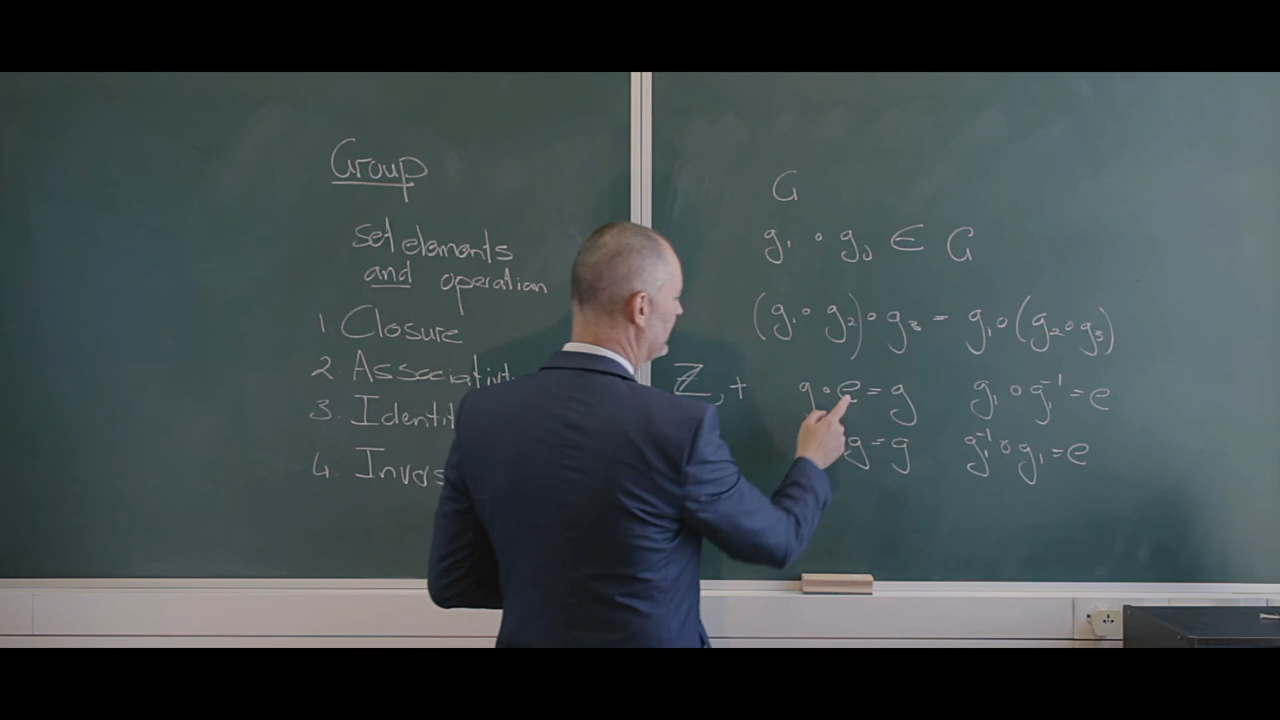 Group
set elements
and operation
1. Closure
2. Associativit
3. Identit
4. Invers
G
g₁ ∘ g₂ ∈ G
(g₁ ∘ g₂) ∘ g₃ = g₁ ∘ (g₂ ∘ g₃)
ℤ, +
g ∘ e = g
g = g
g₁ ∘ g₁⁻¹ = e
g₁⁻¹ ∘ g₁ = e